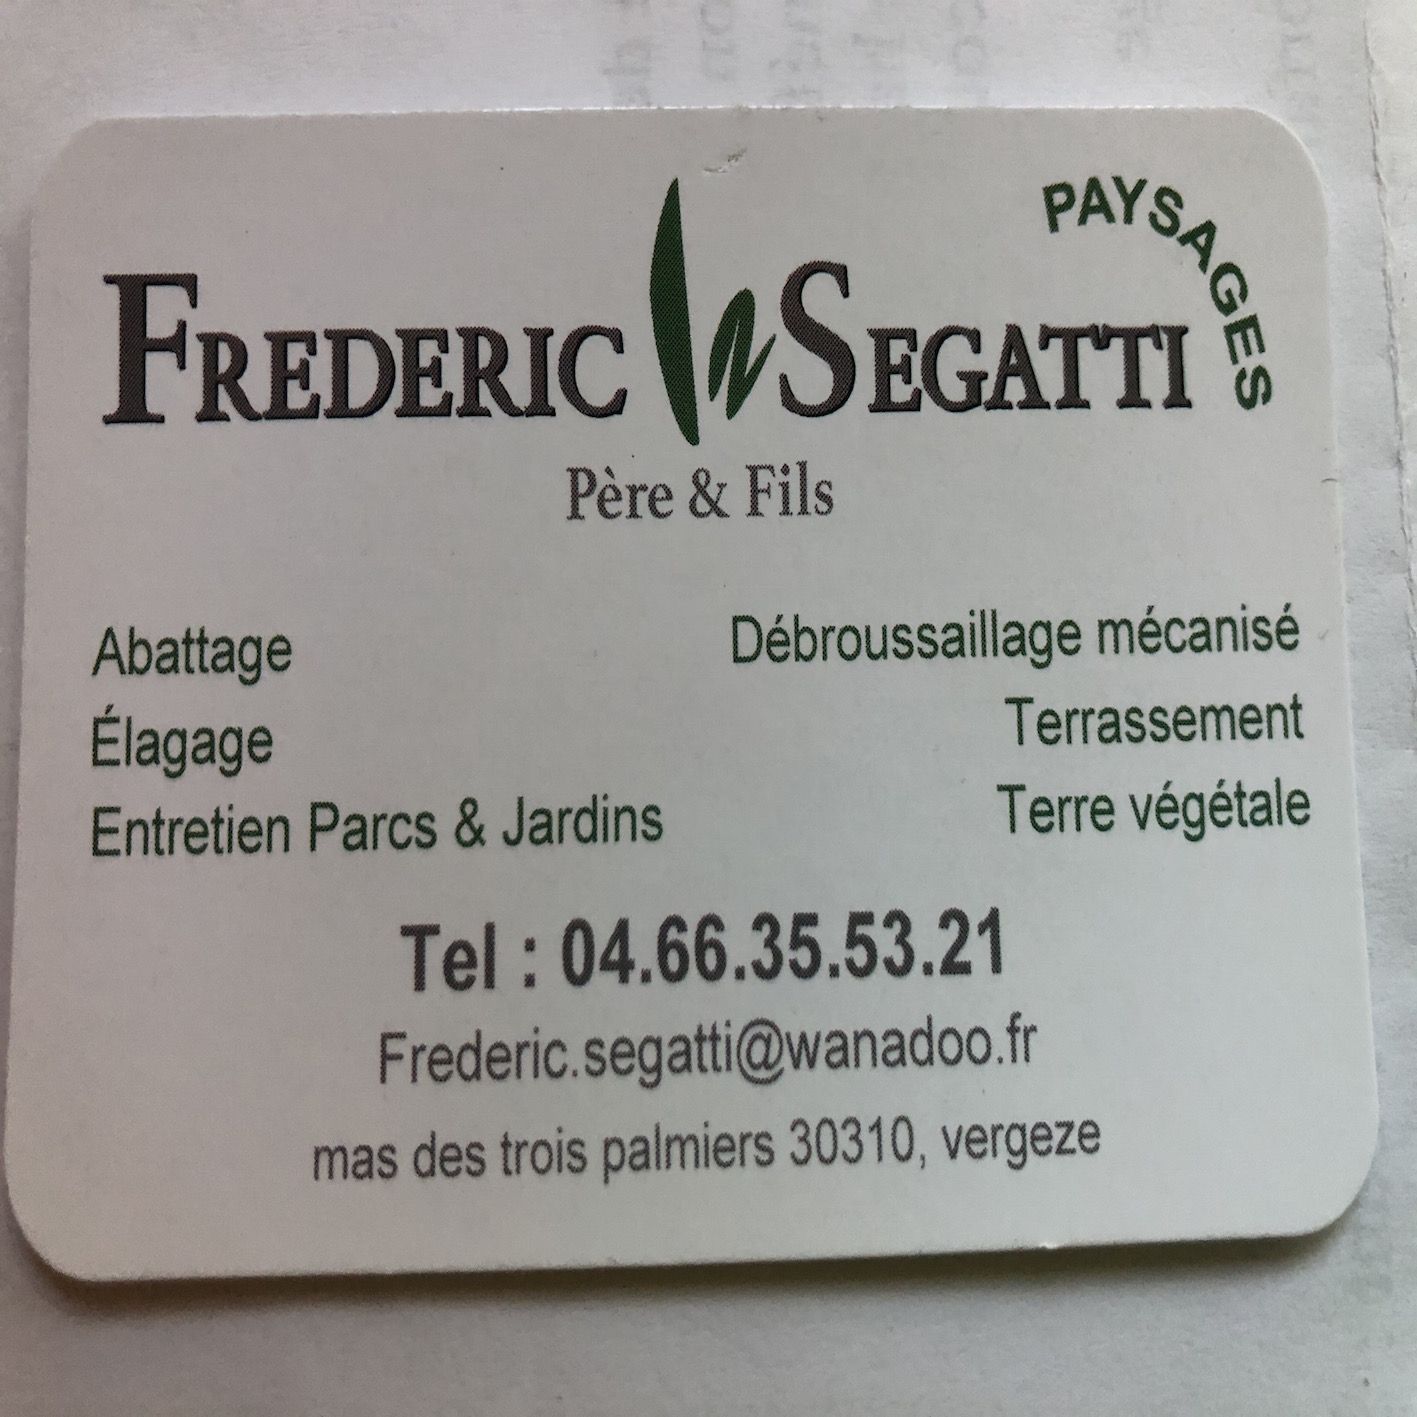 FREDERIC SEGATTI PAYSAGES
Père & Fils
Abattage
Élagage
Entretien Parcs & Jardins
Débroussaillage mécanisé
Terrassement
Terre végétale
Tel : 04.66.35.53.21
Frederic.segatti@wanadoo.fr
mas des trois palmiers 30310, vergeze